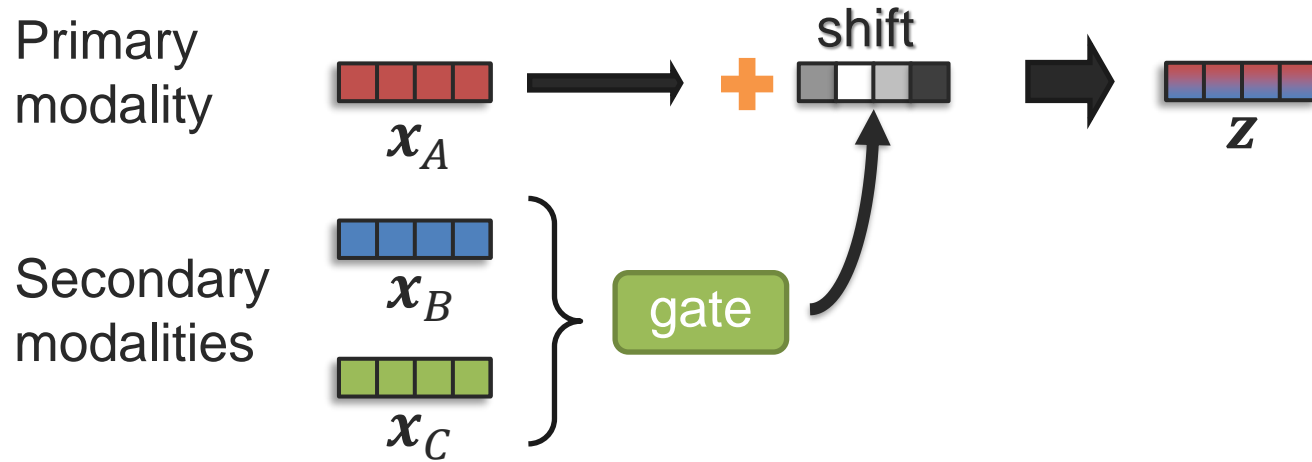 Primary
modality
shift
x_A
z
Secondary
modalities
x_B
gate
x_C